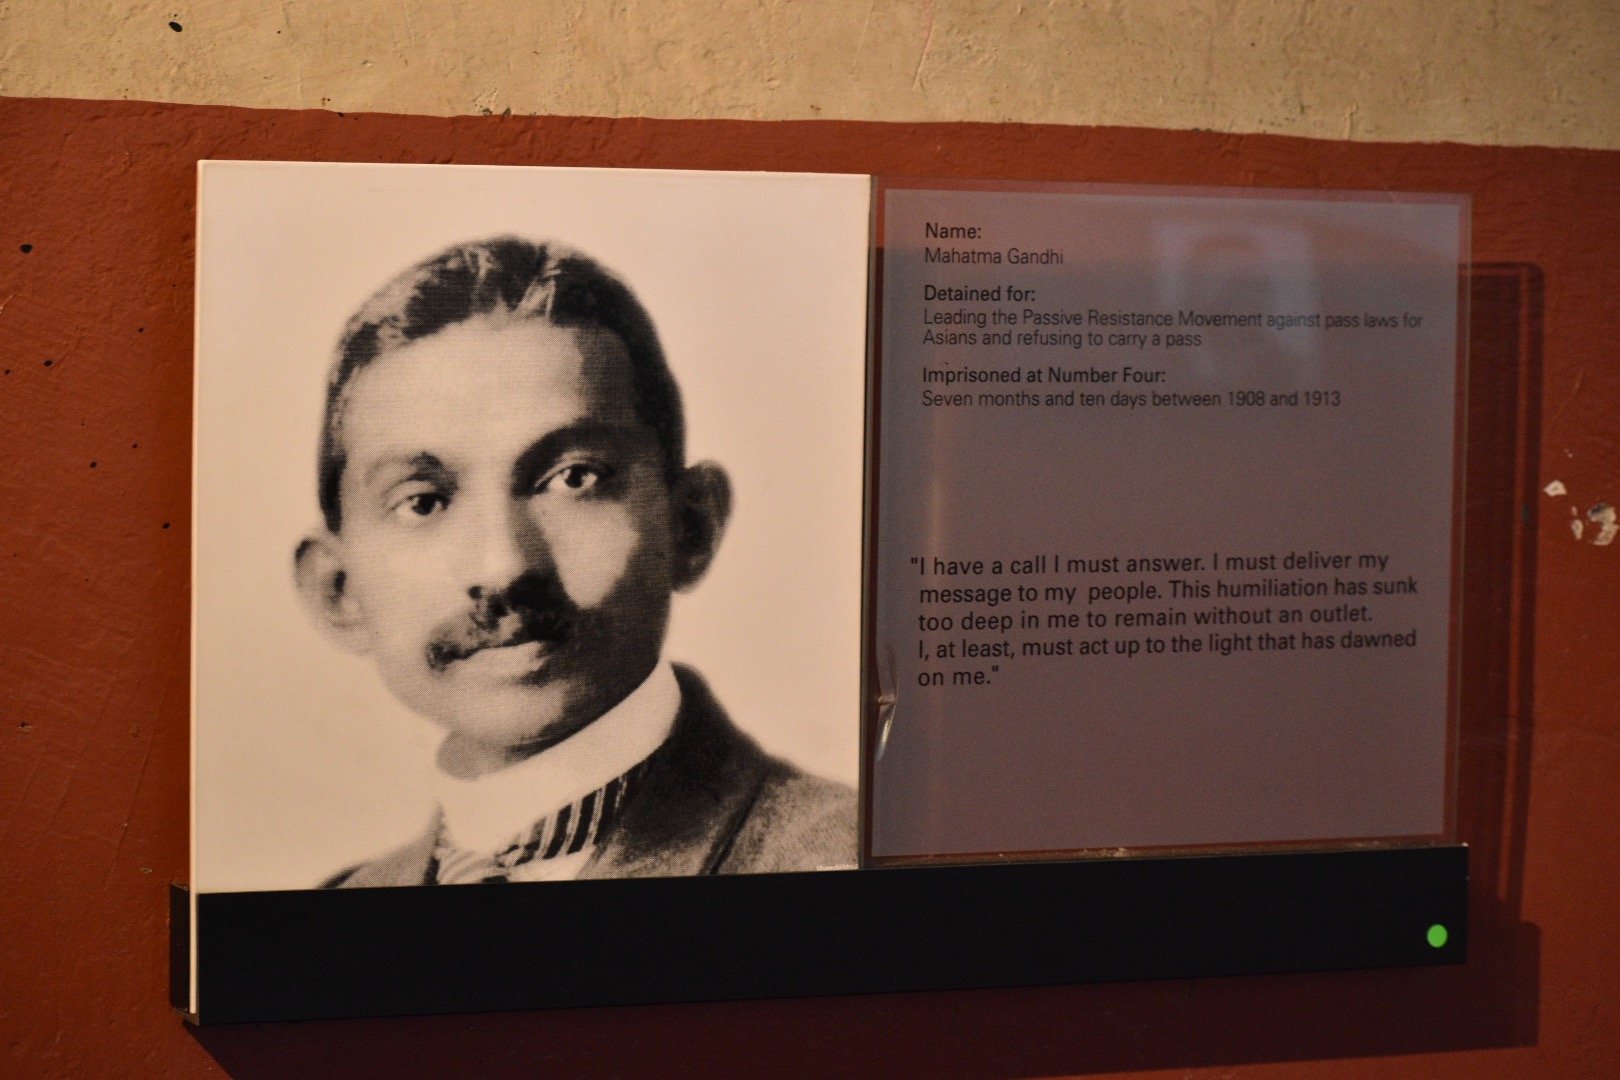 Name:
Mahatma Gandhi
Detained for:
Leading the Passive Resistance Movement against pass laws for
Asians and refusing to carry a pass
Imprisoned at Number Four:
Seven months and ten days between 1908 and 1913
"I have a call I must answer. I must deliver my
message to my people. This humiliation has sunk
too deep in me to remain without an outlet.
I, at least, must act up to the light that has dawned
on me."